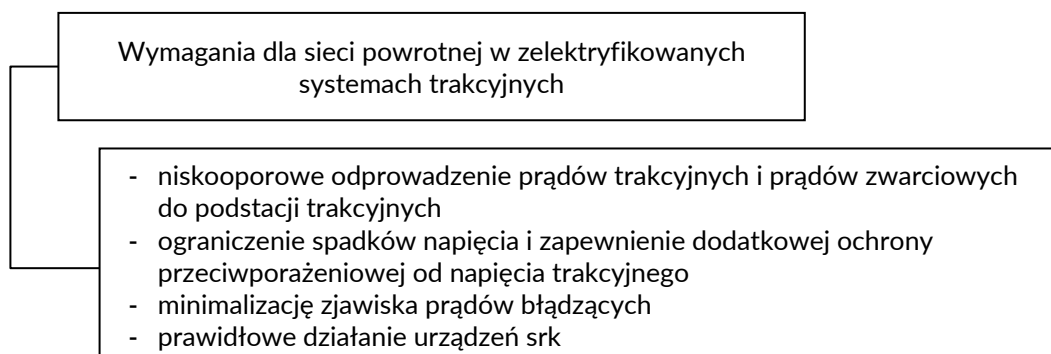 Wymagania dla sieci powrotnej w zelektryfikowanych
systemach trakcyjnych
- niskooporowe odprowadzenie prądów trakcyjnych i prądów zwarciowych
do podstacji trakcyjnych
- ograniczenie spadków napięcia i zapewnienie dodatkowej ochrony
przeciwporażeniowej od napięcia trakcyjnego
- minimalizację zjawiska prądów błądzących
- prawidłowe działanie urządzeń srk